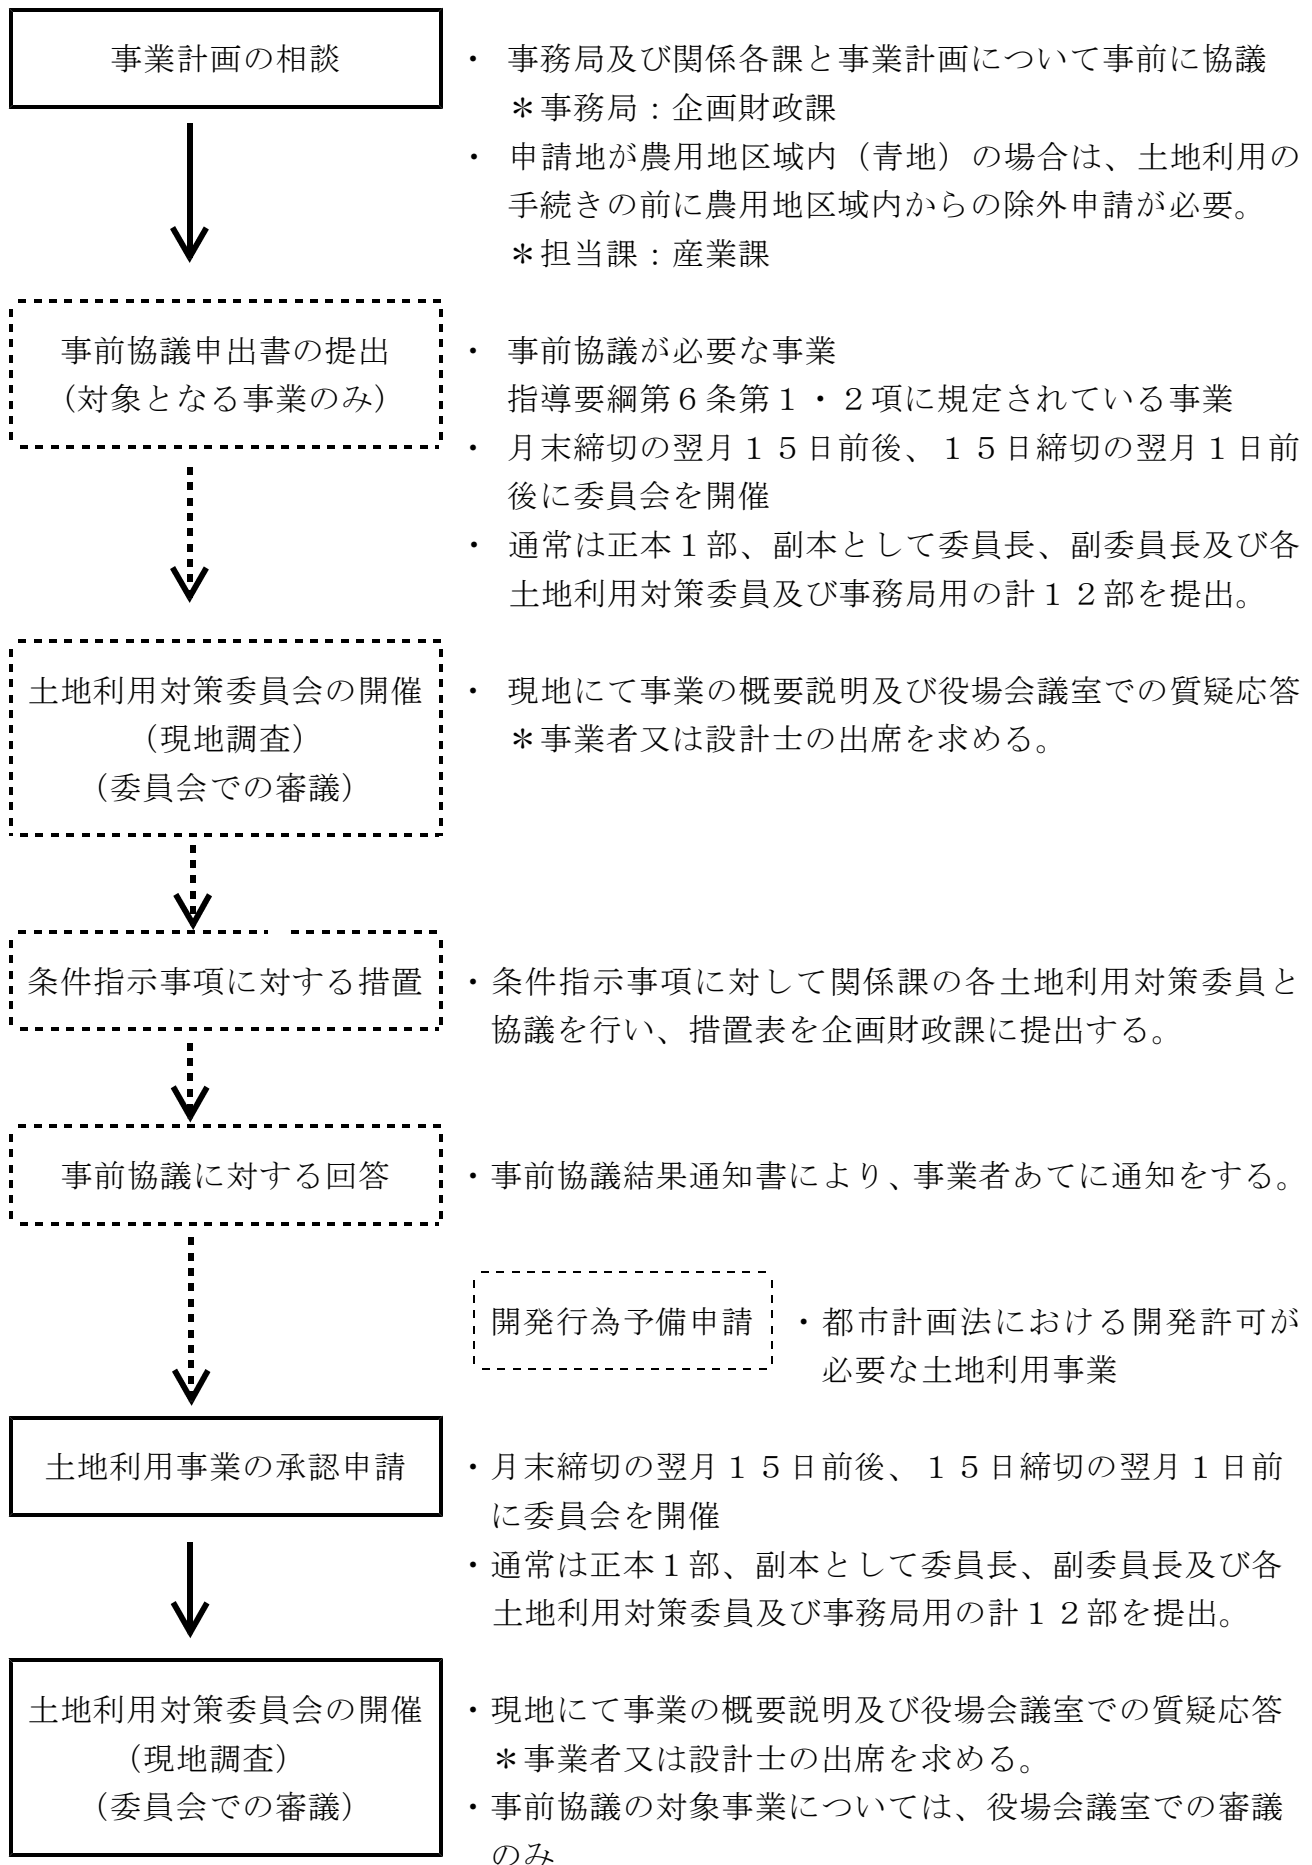 事業計画の相談
・ 事務局及び関係各課と事業計画について事前に協議
＊事務局：企画財政課
・ 申請地が農用地区域内（青地）の場合は、土地利用の
手続きの前に農用地区域内からの除外申請が必要。
＊担当課：産業課
事前協議申出書の提出
（対象となる事業のみ）
・ 事前協議が必要な事業
指導要綱第６条第１・２項に規定されている事業
・ 月末締切の翌月１５日前後、１５日締切の翌月１日前
後に委員会を開催
・ 通常は正本１部、副本として委員長、副委員長及び各
土地利用対策委員及び事務局用の計１２部を提出。
土地利用対策委員会の開催
（現地調査）
（委員会での審議）
・ 現地にて事業の概要説明及び役場会議室での質疑応答
＊事業者又は設計士の出席を求める。
条件指示事項に対する措置
・条件指示事項に対して関係課の各土地利用対策委員と
協議を行い、措置表を企画財政課に提出する。
事前協議に対する回答
・事前協議結果通知書により、事業者あてに通知をする。
開発行為予備申請
・都市計画法における開発許可が
必要な土地利用事業
土地利用事業の承認申請
・月末締切の翌月１５日前後、１５日締切の翌月１日前
に委員会を開催
・通常は正本１部、副本として委員長、副委員長及び各
土地利用対策委員及び事務局用の計１２部を提出。
土地利用対策委員会の開催
（現地調査）
（委員会での審議）
・現地にて事業の概要説明及び役場会議室での質疑応答
＊事業者又は設計士の出席を求める。
・事前協議の対象事業については、役場会議室での審議
のみ